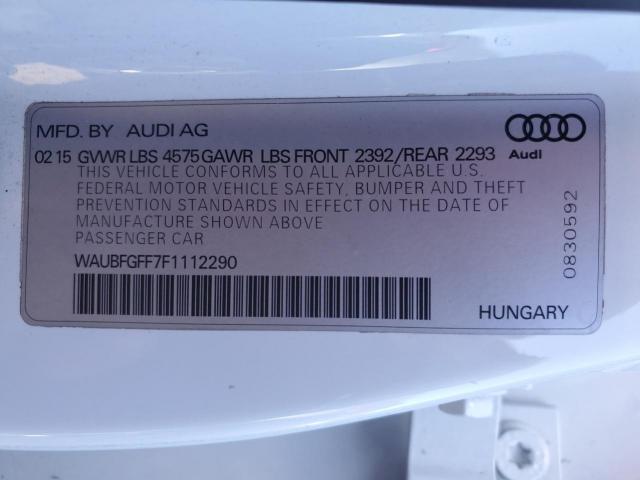 MFD. BY AUDI AG
Audi
02 15 GVWR LBS 4575 GAWR LBS FRONT 2392/REAR 2293
THIS VEHICLE CONFORMS TO ALL APPLICABLE U.S.
FEDERAL MOTOR VEHICLE SAFETY, BUMPER AND THEFT
PREVENTION STANDARDS IN EFFECT ON THE DATE OF
MANUFACTURE SHOWN ABOVE
PASSENGER CAR
WAUBFGFF7F1112290
HUNGARY
0830592